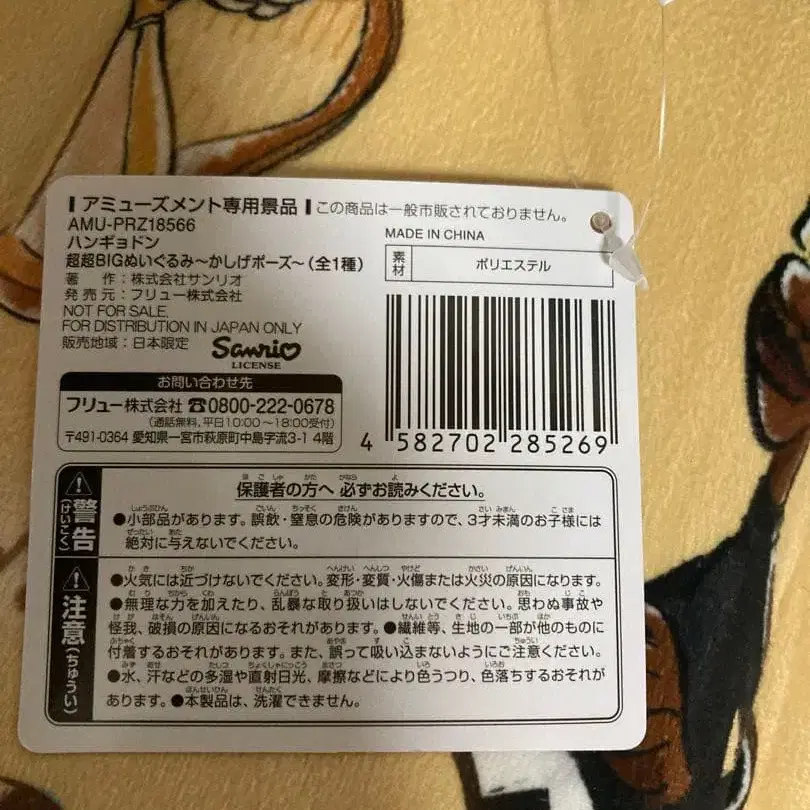 アミューズメント専用景品 この商品は一般市販されておりません。
AMU-PRZ18566
ハンギョドン
超超BIGぬいぐるみ～かしげポーズ～(全1種)
著作:株式会社サンリオ
発売元:フリュー株式会社
NOT FOR SALE.
FOR DISTRIBUTION IN JAPAN ONLY
販売地域:日本限定
Sanrio
LICENSE
お問い合わせ先
フリュー株式会社 ☎0800-222-0678
(通話無料、平日10:00～18:00受付)
〒491-0364 愛知県一宮市萩原町中島字流3-1 4階
MADE IN CHINA
素材 ポリエステル
4 582702 285269
警告(けいこく)
保護者の方へ 必ずお読みください。
●小部品があります。誤飲・窒息の危険がありますので、3才未満のお子様には
絶対に与えないでください。
注意(ちゅうい)
●火気には近づけないでください。変形・変質・火傷または火災の原因になります。
●無理な力を加えたり、乱暴な取り扱いはしないでください。思わぬ事故や
怪我、破損の原因になるおそれがあります。●繊維等、生地の一部が他のものに
付着するおそれがあります。また、誤って吸い込まないようにご注意ください。
●水、汗などの多湿や直射日光、摩擦などにより色うつり、色落ちするおそれが
あります。●本製品は、洗濯できません。